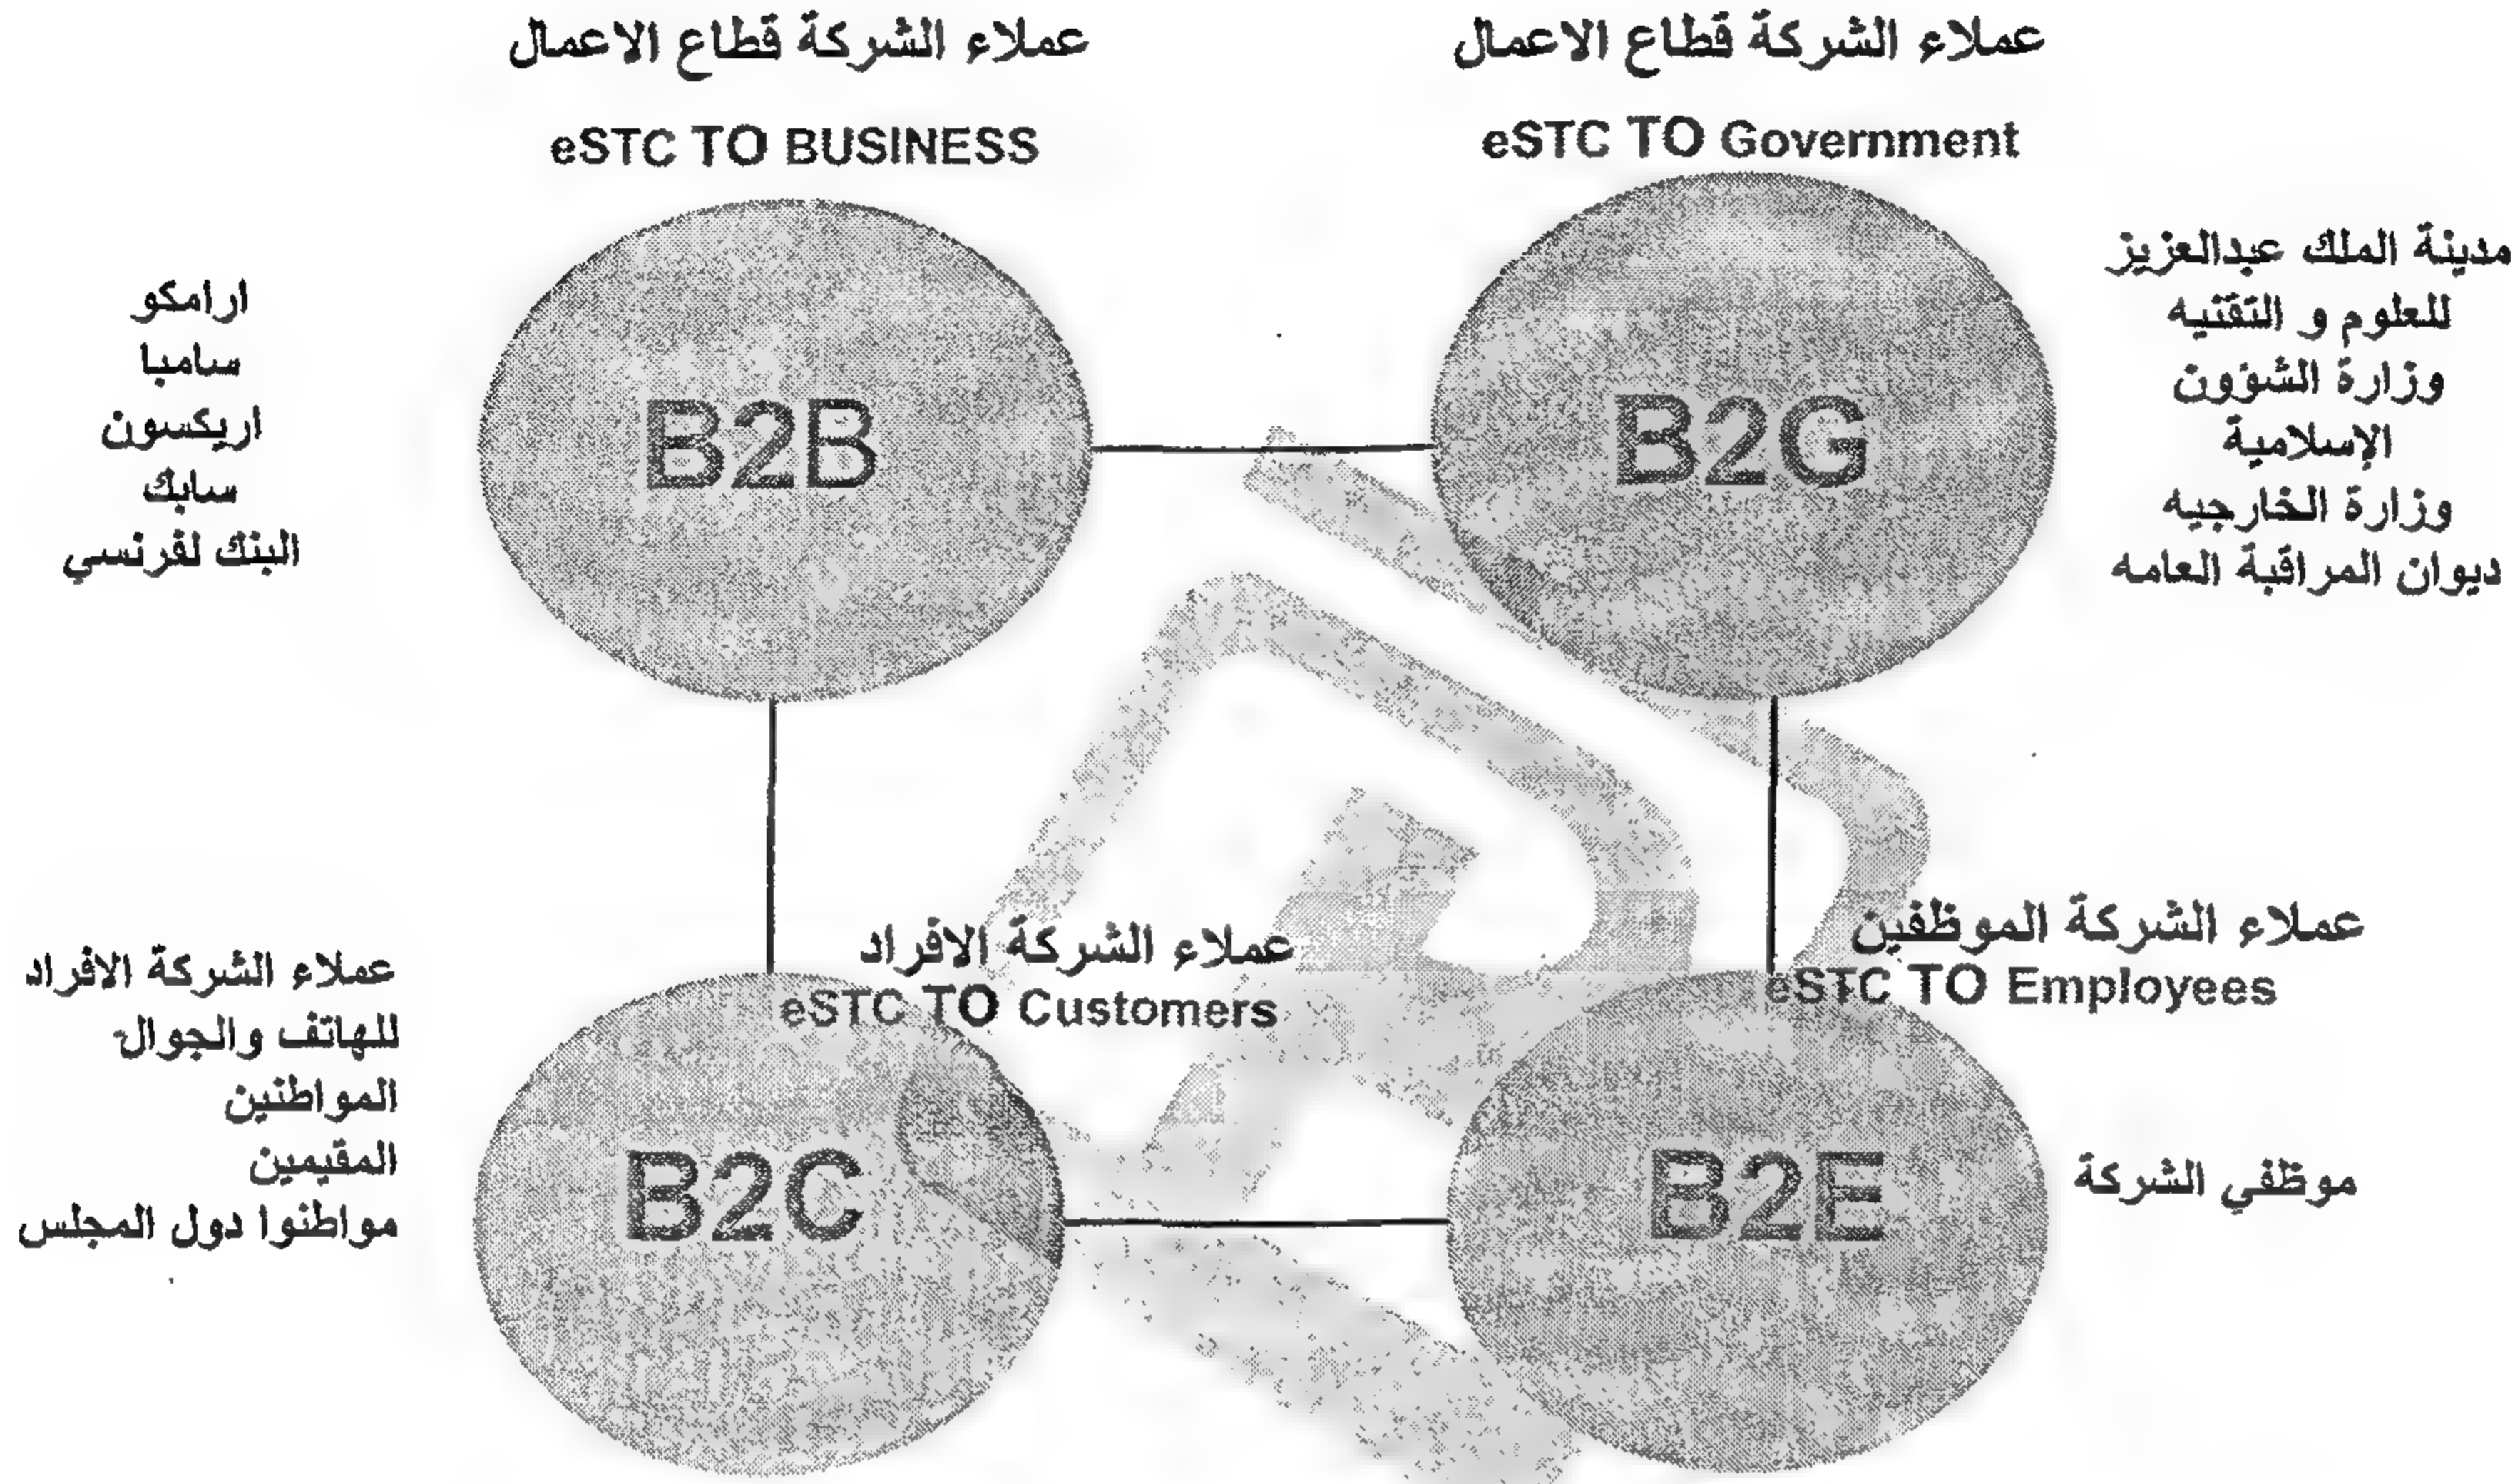 عملاء الشركة قطاع الاعمال
eSTC TO Government
B2G
مدينة الملك عبدالعزيز
للعلوم و التقنيه
وزارة الشؤون
الإسلامية
وزارة الخارجيه
ديوان المراقبة العامه
عملاء الشركة قطاع الاعمال
eSTC TO BUSINESS
B2B
ارامكو
سامبا
اريكسون
سابك
البنك لفرنسي
عملاء الشركة الموظفين
eSTC TO Employees
B2E
موظفي الشركة
عملاء الشركة الافراد
eSTC TO Customers
B2C
عملاء الشركة الافراد
للهاتف والجوال
المواطنين
المقيمين
مواطنوا دول المجلس